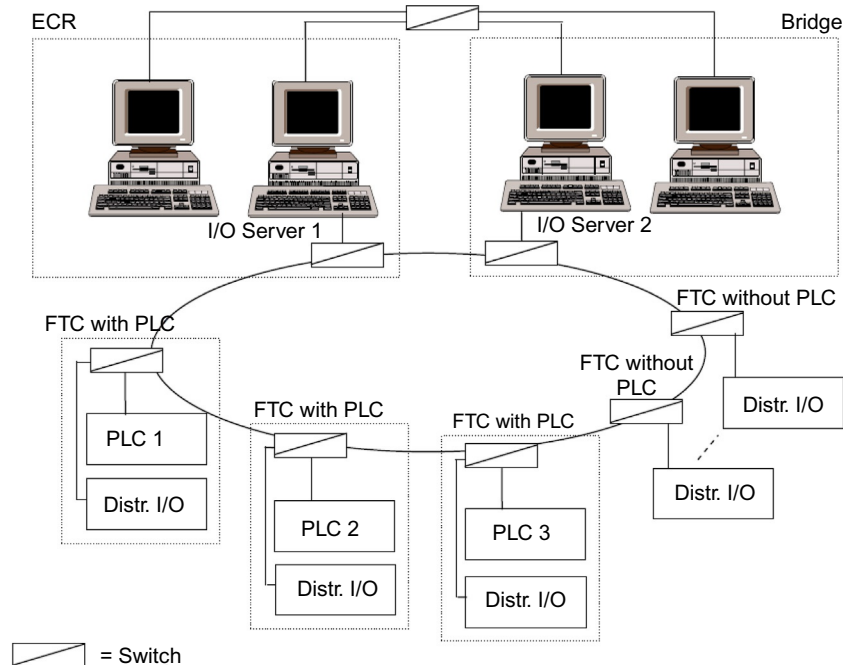 ECR
Bridge
I/O Server 1
I/O Server 2
FTC without PLC
FTC with PLC
FTC without
PLC
Distr. I/O
FTC with PLC
FTC with PLC
PLC 1
Distr. I/O
Distr. I/O
PLC 2
PLC 3
Distr. I/O
Distr. I/O
= Switch